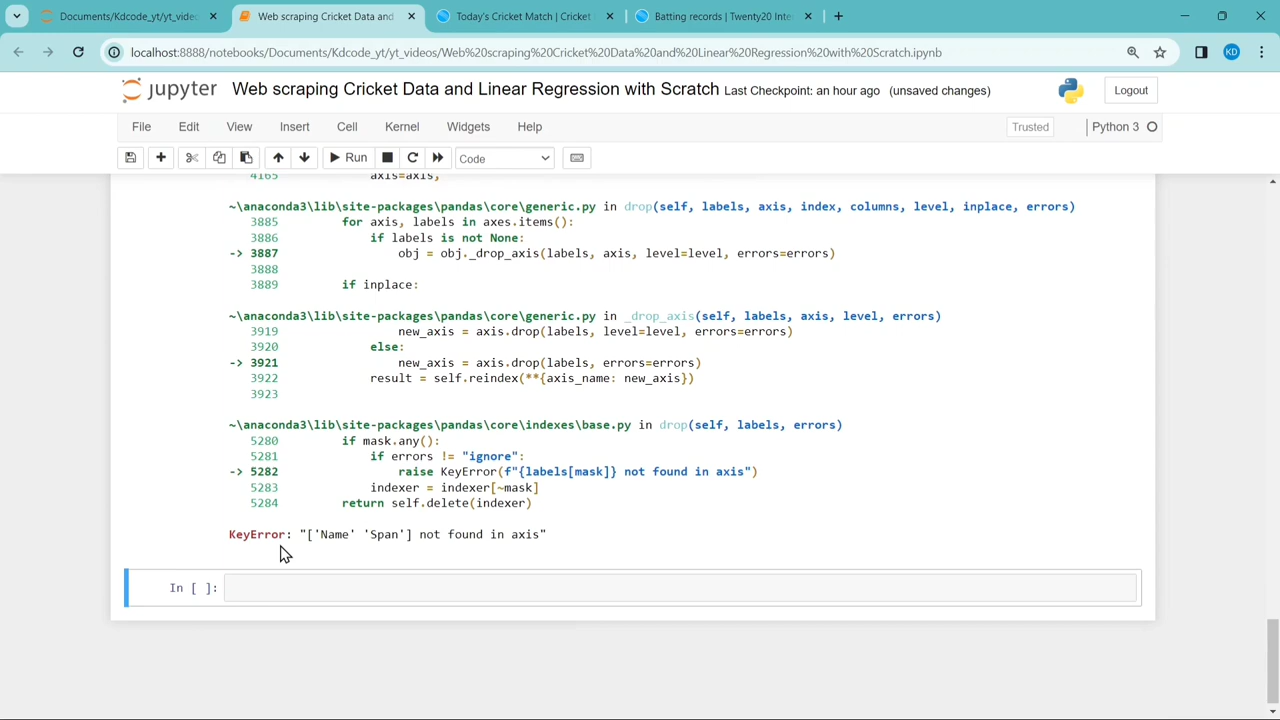 Documents/Kdcode_yt/yt_video
Web scraping Cricket Data and
Today's Cricket Match | Cricket
Batting records | Twenty20 Inte
localhost:8888/notebooks/Documents/Kdcode_yt/yt_videos/Web%20scraping%20Cricket%20Data%20and%20Linear%20Regression%20with%20Scratch.ipynb
KD
jupyter Web scraping Cricket Data and Linear Regression with Scratch Last Checkpoint: an hour ago (unsaved changes)
Logout
File Edit View Insert Cell Kernel Widgets Help
Trusted
Python 3
Run
Code
4165 axis=axis,
~\anaconda3\lib\site-packages\pandas\core\generic.py in drop(self, labels, axis, index, columns, level, inplace, errors)
3885 for axis, labels in axes.items():
3886 if labels is not None:
-> 3887 obj = obj._drop_axis(labels, axis, level=level, errors=errors)
3888
3889 if inplace:
~\anaconda3\lib\site-packages\pandas\core\generic.py in _drop_axis(self, labels, axis, level, errors)
3919 new_axis = axis.drop(labels, level=level, errors=errors)
3920 else:
-> 3921 new_axis = axis.drop(labels, errors=errors)
3922 result = self.reindex(**{axis_name: new_axis})
3923
~\anaconda3\lib\site-packages\pandas\core\indexes\base.py in drop(self, labels, errors)
5280 if mask.any():
5281 if errors != "ignore":
-> 5282 raise KeyError(f"{labels[mask]} not found in axis")
5283 indexer = indexer[~mask]
5284 return self.delete(indexer)
KeyError: "['Name' 'Span'] not found in axis"
In [ ]: